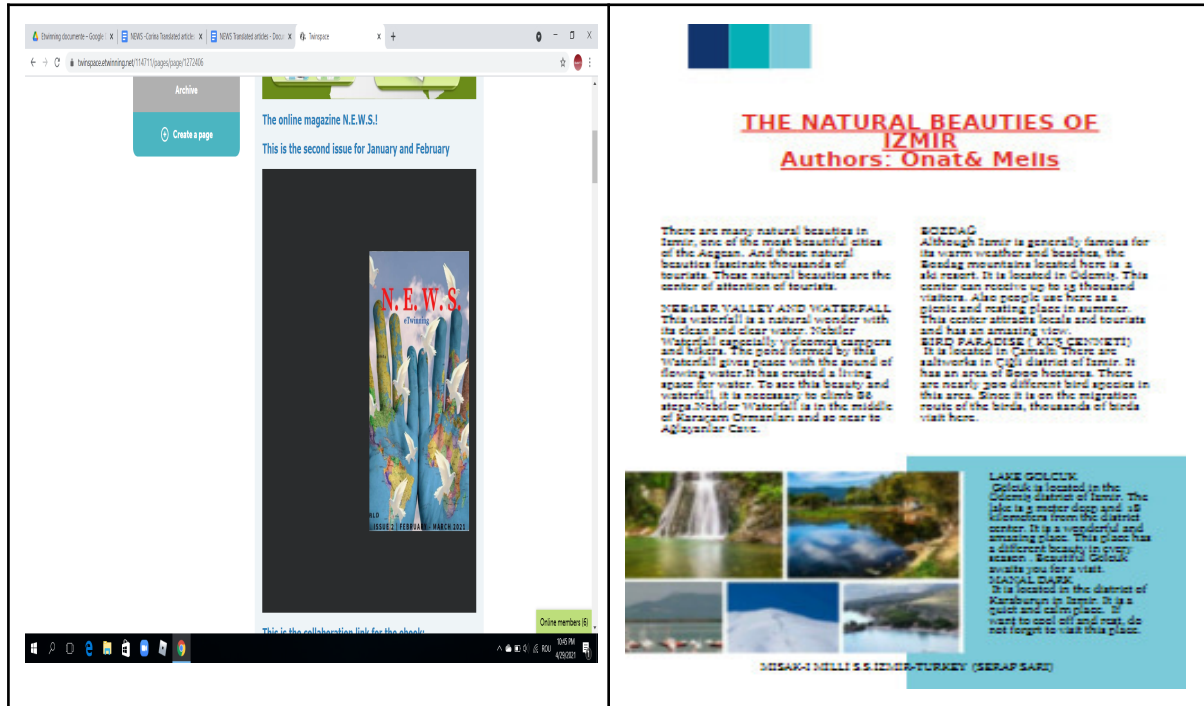 Etwinning documente – Google
NEWS -Corina Translated articles
NEWS Translated articles - Docu
Twinspace
twinspace.etwinning.net/114711/pages/page/1272406
Archive
Create a page
The online magazine N.E.W.S.!
This is the second issue for January and February
N. E. W. S.
eTwinning
ISSUE 2 | FEBRUARY - MARCH 2021
This is the collaboration link for the ebook:
Online members (6)
ROU
10:45 PM
4/29/2021
THE NATURAL BEAUTIES OF
IZMIR
Authors: Onat& Melis
There are many natural beauties in
Izmir, one of the most beautiful cities
of the Aegean. And these natural
beauties fascinate thousands of
tourists. These natural beauties are the
center of attention of tourists.
NEBiLER VALLEY AND WATERFALL
This waterfall is a natural wonder with
its clean and clear water. Nebiler
Waterfall especially welcomes campers
and hikers. The pond formed by this
Waterfall gives peace with the sound of
flowing water.It has created a living
space for water. To see this beauty and
waterfall, it is necessary to climb 88
steps.Nebiler Waterfall is in the middle
of Karaçam Ormanları and so near to
Ağlayanlar Cave.
BOZDAĞ
Although Izmir is generally famous for
its warm weather and beaches, the
Bozdag mountains located here is a
ski resort. It is located in Ödemiş. This
center can receive up to 15 thousand
visitors. Also people use here as a
picnic and resting place in summer.
This center attracts locals and tourists
and has an amazing view.
BIRD PARADISE ( KUŞ CENNETI)
It is located in Çamaltı There are
saltworks in Çiğli district of Izmir. It
has an area of 8000 hectares. There
are nearly 300 different bird species in
this area. Since it is on the migration
route of the birds, thousands of birds
visit here.
LAKE GOLCUK
Golcuk is located in the
Ödemiş district of Izmir. The
lake is 5 meter deep and 18
kilometers from the district
center. It is a wonderful and
amazing place. This place has
a different beauty in every
season . Beautiful Golcuk
awaits you for a visit.
MANAL DARK
It is located in the district of
Karaburun in Izmir. It is a
quiet and calm place. If
want to cool off and rest, do
not forget to visit this place.
MISAK-I MILLI S.S.IZMIR-TURKEY (SERAP SARI)